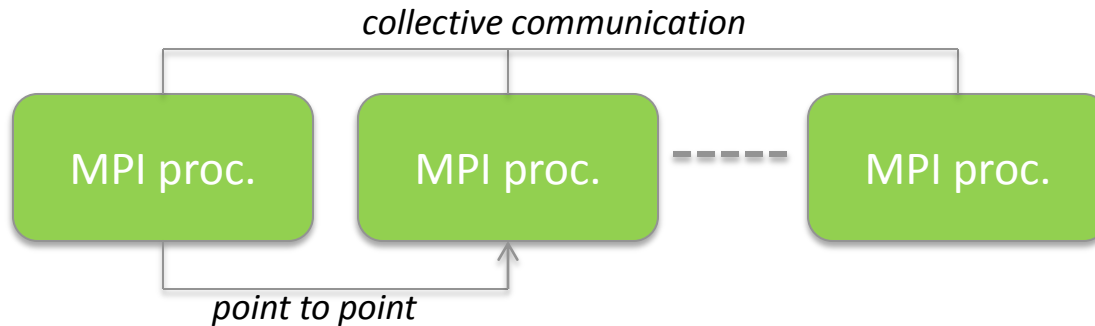 collective communication
MPI proc.
MPI proc.
MPI proc.
point to point